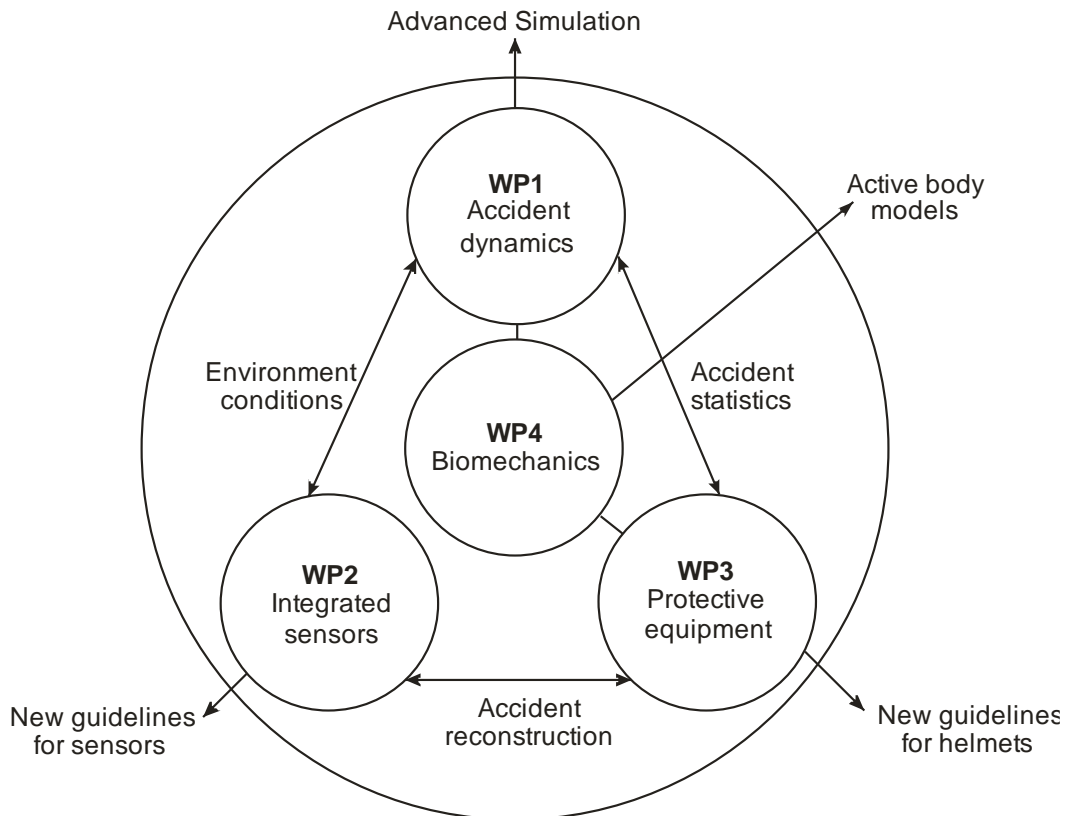 Advanced Simulation
WP1
Accident
dynamics
Active body
models
Environment
conditions
Accident
statistics
WP4
Biomechanics
WP2
Integrated
sensors
WP3
Protective
equipment
Accident
reconstruction
New guidelines
for sensors
New guidelines
for helmets